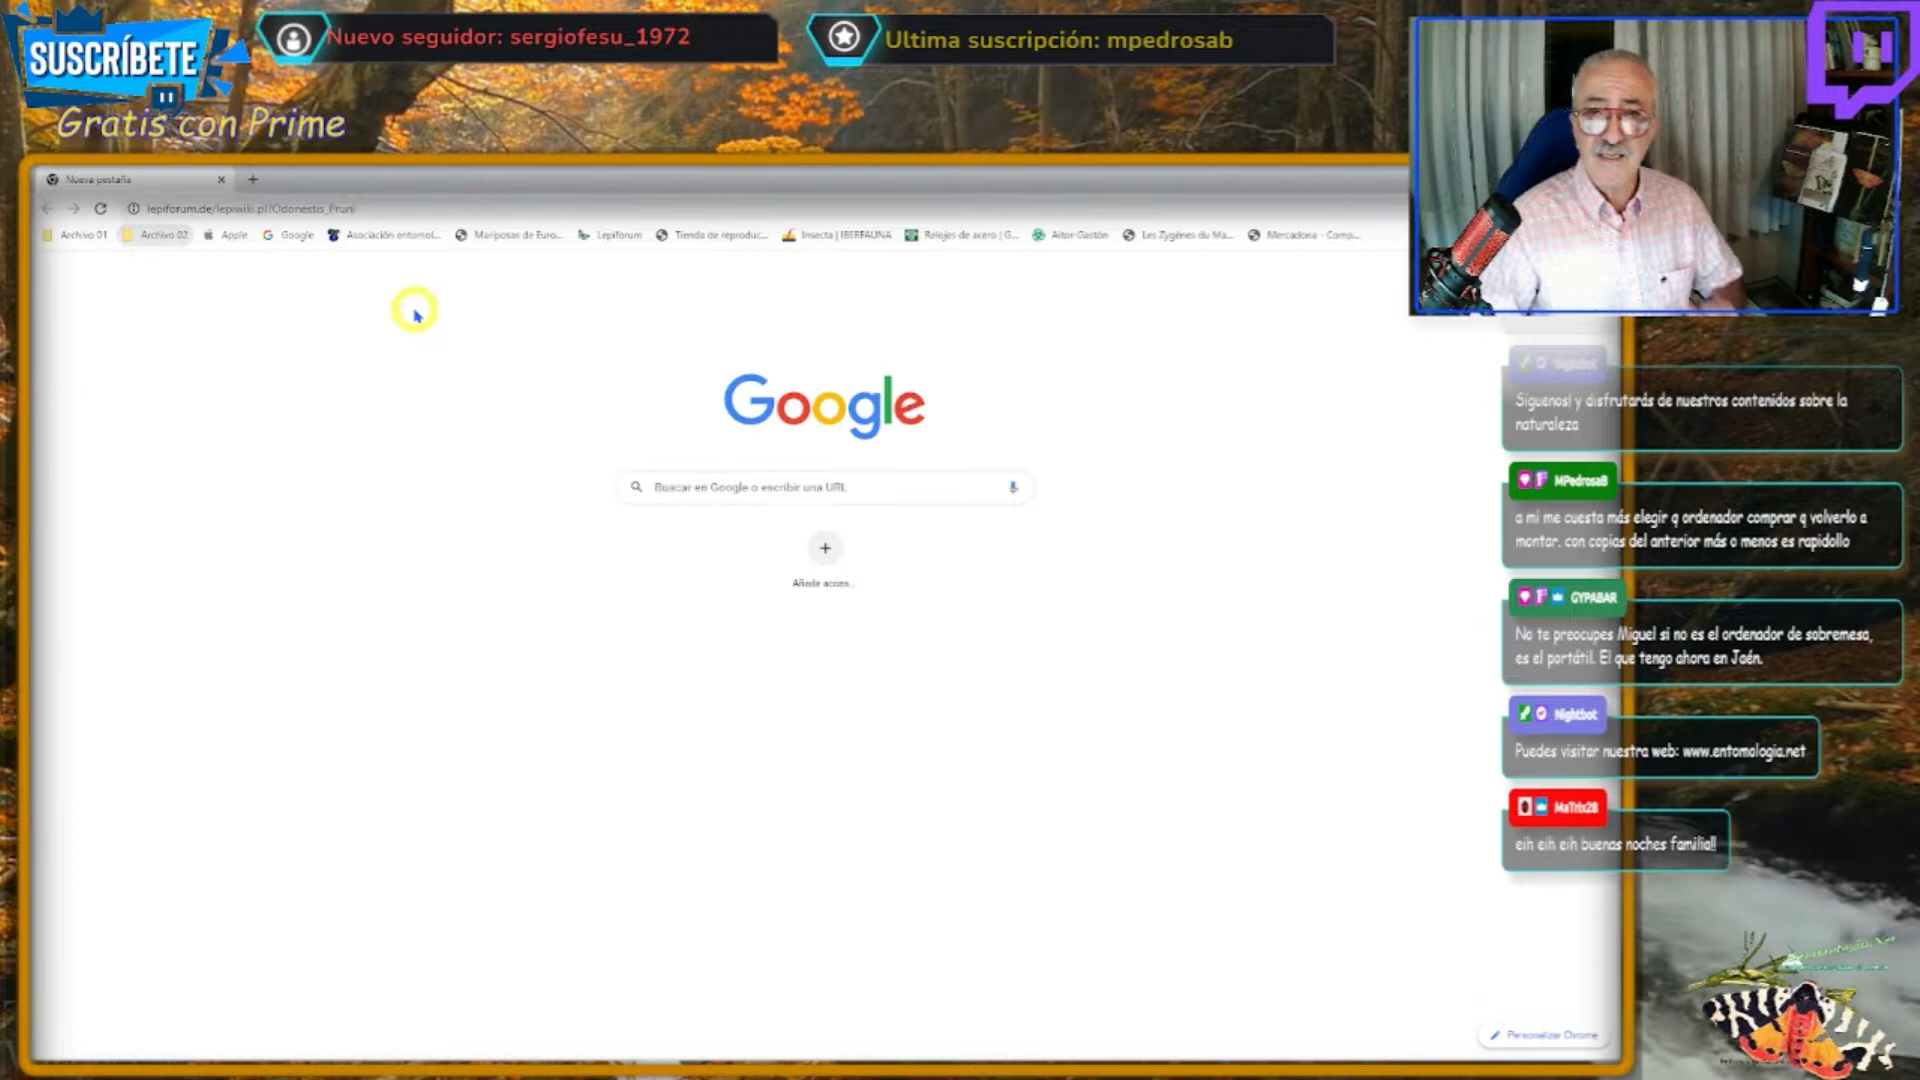 SUSCRÍBETE
Gratis con Prime
Nuevo seguidor: sergiofesu_1972
Ultima suscripción: mpedrosab
Nueva pestaña
lepiforum.de/lepiwiki.pl?Odonestis_Pruni
Archivo 01
Archivo 02
Apple
Google
Asociación entomol...
Mariposas de Euro...
Lepiforum
Tienda de reproduc...
Insecta | IBERFAUNA
Relojes de acero | G...
Aitor-Gastón
Les Zygènes du Ma...
Mercadona - Comp...
Google
Buscar en Google o escribir una URL
Añadir acces...
Personalizar Chrome
Nightbot
Síguenos! y disfrutarás de nuestros contenidos sobre la
naturaleza
MPedrosaB
a mi me cuesta más elegir q ordenador comprar q volverlo a
montar. con copias del anterior más o menos es rapidollo
GYPABAR
No te preocupes Miguel si no es el ordenador de sobremesa,
es el portátil. El que tengo ahora en Jaén.
Nightbot
Puedes visitar nuestra web: www.entomologia.net
MaTrix28
eih eih eih buenas noches familia!!